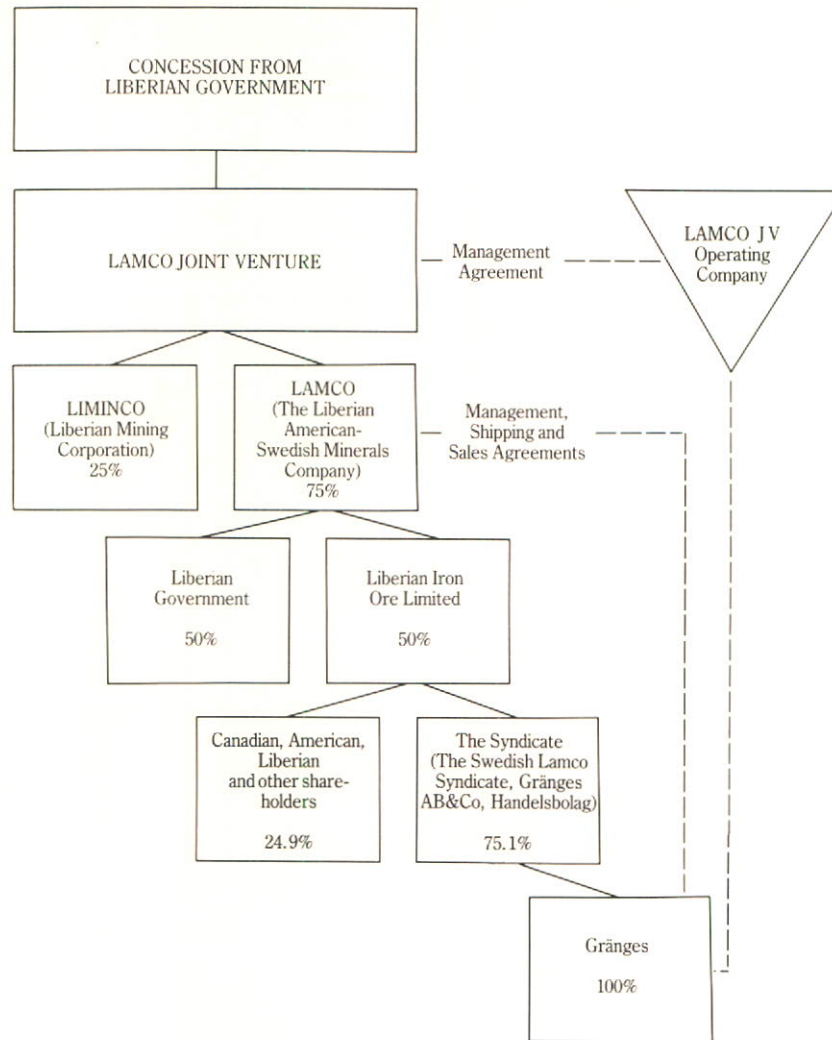 CONCESSION FROM
LIBERIAN GOVERNMENT
LAMCO JOINT VENTURE
Management
Agreement
LAMCO J V
Operating
Company
LIMINCO
(Liberian Mining
Corporation)
25%
LAMCO
(The Liberian
American-
Swedish Minerals
Company)
75%
Management,
Shipping and
Sales Agreements
Liberian
Government
50%
Liberian Iron
Ore Limited
50%
Canadian, American,
Liberian
and other share-
holders
24.9%
The Syndicate
(The Swedish Lamco
Syndicate, Gränges
AB&Co, Handelsbolag)
75.1%
Gränges
100%